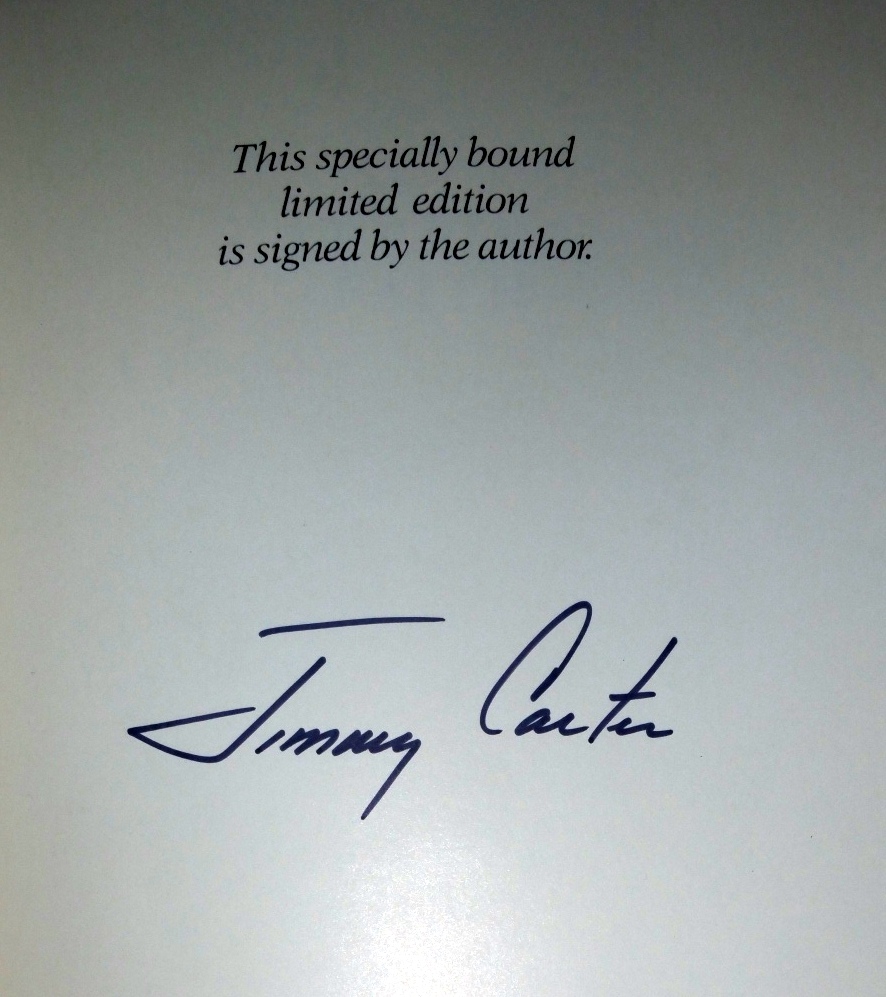 This specially bound
limited edition
is signed by the author.
Jimmy Carter